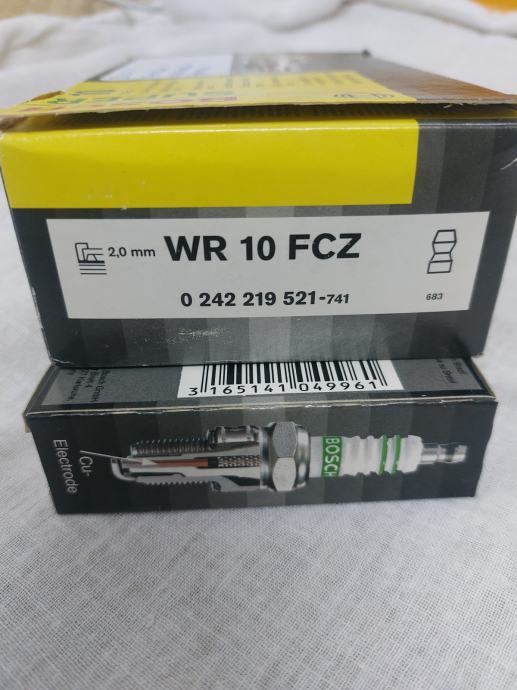 2,0 mm WR 10 FCZ
0 242 219 521-741
683
3 165141 049961
/Cu-
Electrode
BOSCH